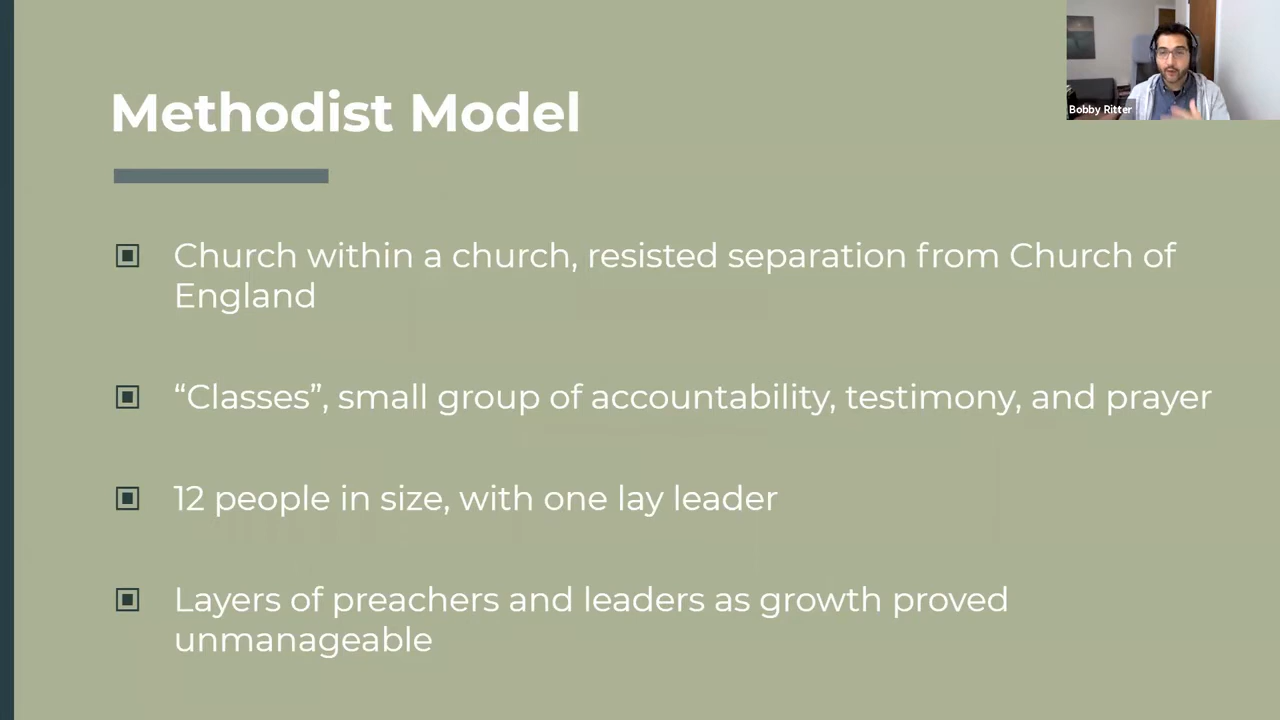 Methodist Model
Bobby Ritter
Church within a church, resisted separation from Church of
England
“Classes”, small group of accountability, testimony, and prayer
12 people in size, with one lay leader
Layers of preachers and leaders as growth proved
unmanageable